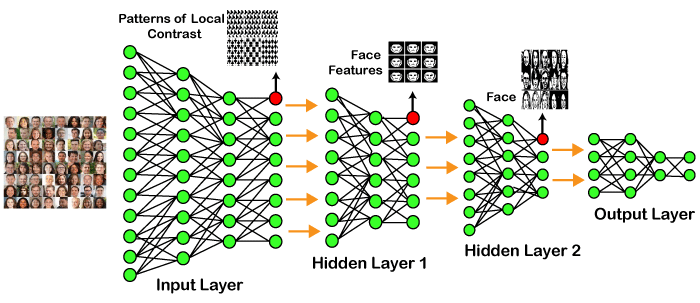 Patterns of Local
Contrast
Face
Features
Face
Input Layer
Hidden Layer 1
Hidden Layer 2
Output Layer